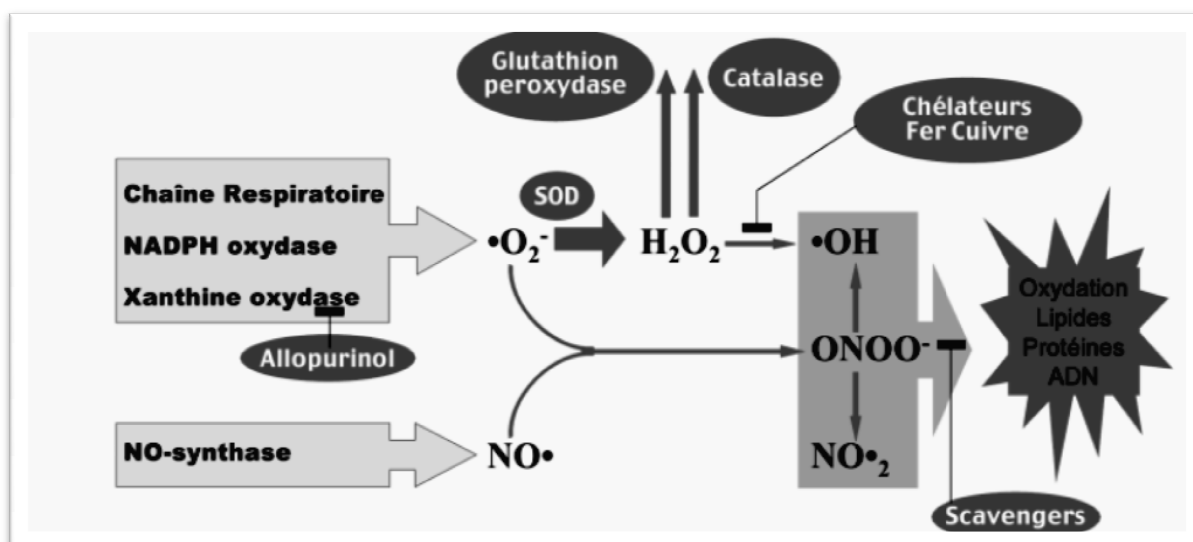 Glutathion
peroxydase
Catalase
Chélateurs
Fer Cuivre
Chaîne Respiratoire
NADPH oxydase
Xanthine oxydase
SOD
•O₂⁻
H₂O₂
•OH
Allopurinol
ONOO⁻
Oxydation
Lipides
Protéines
ADN
NO-synthase
NO•
NO•₂
Scavengers